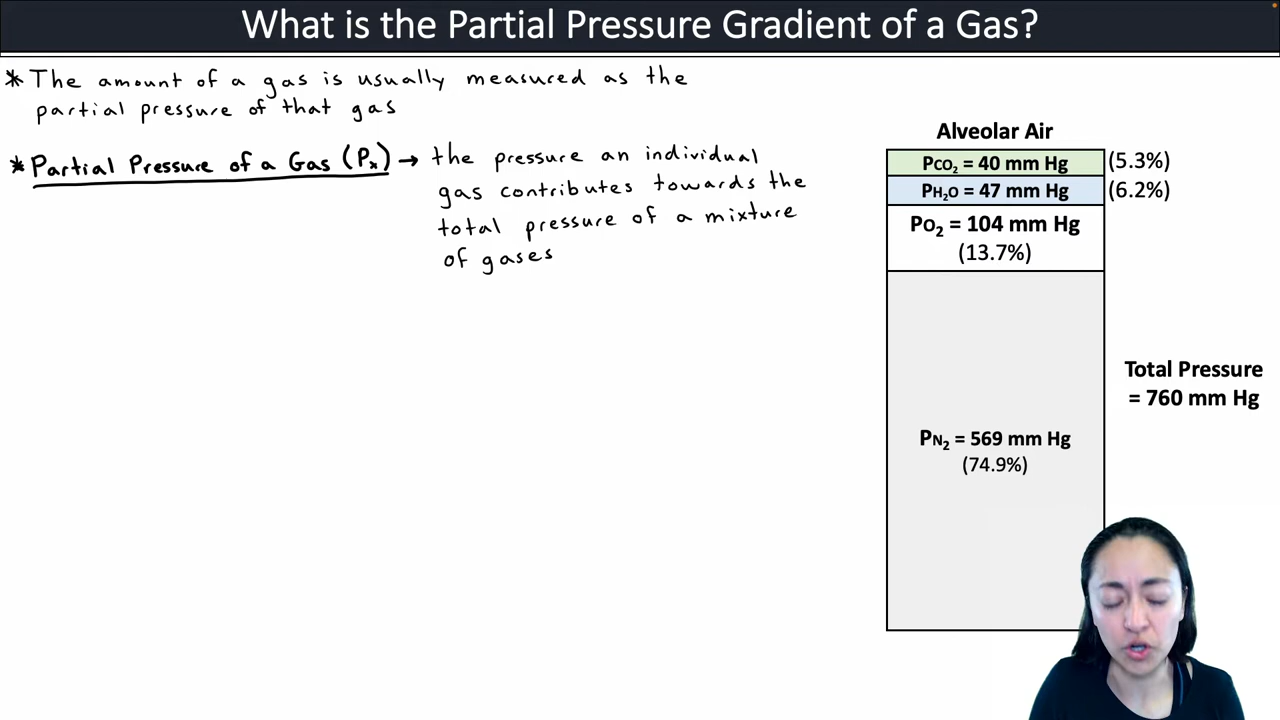 What is the Partial Pressure Gradient of a Gas?
* The amount of a gas is usually measured as the
partial pressure of that gas
* Partial Pressure of a Gas (Pₓ) → the pressure an individual
gas contributes towards the
total pressure of a mixture
of gases
Alveolar Air
PCO₂ = 40 mm Hg (5.3%)
PH₂O = 47 mm Hg (6.2%)
PO₂ = 104 mm Hg
(13.7%)
Total Pressure
= 760 mm Hg
PN₂ = 569 mm Hg
(74.9%)